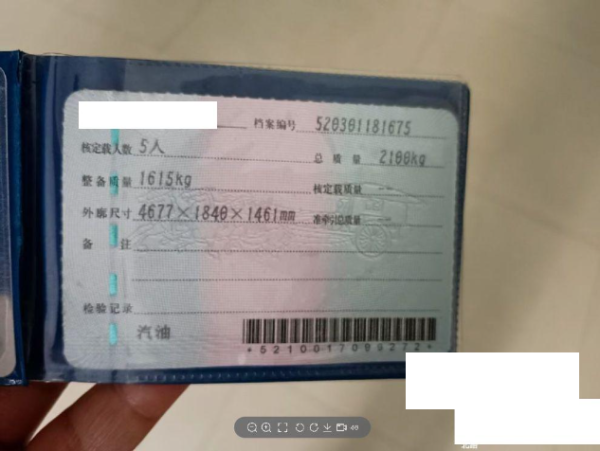 档案编号 520301181675
核定载人数 5人 总质量 2100kg
整备质量 1615kg 核定载质量 --
外廓尺寸 4677×1840×1461mm 准牵引总质量 --
备注
检验记录
汽油